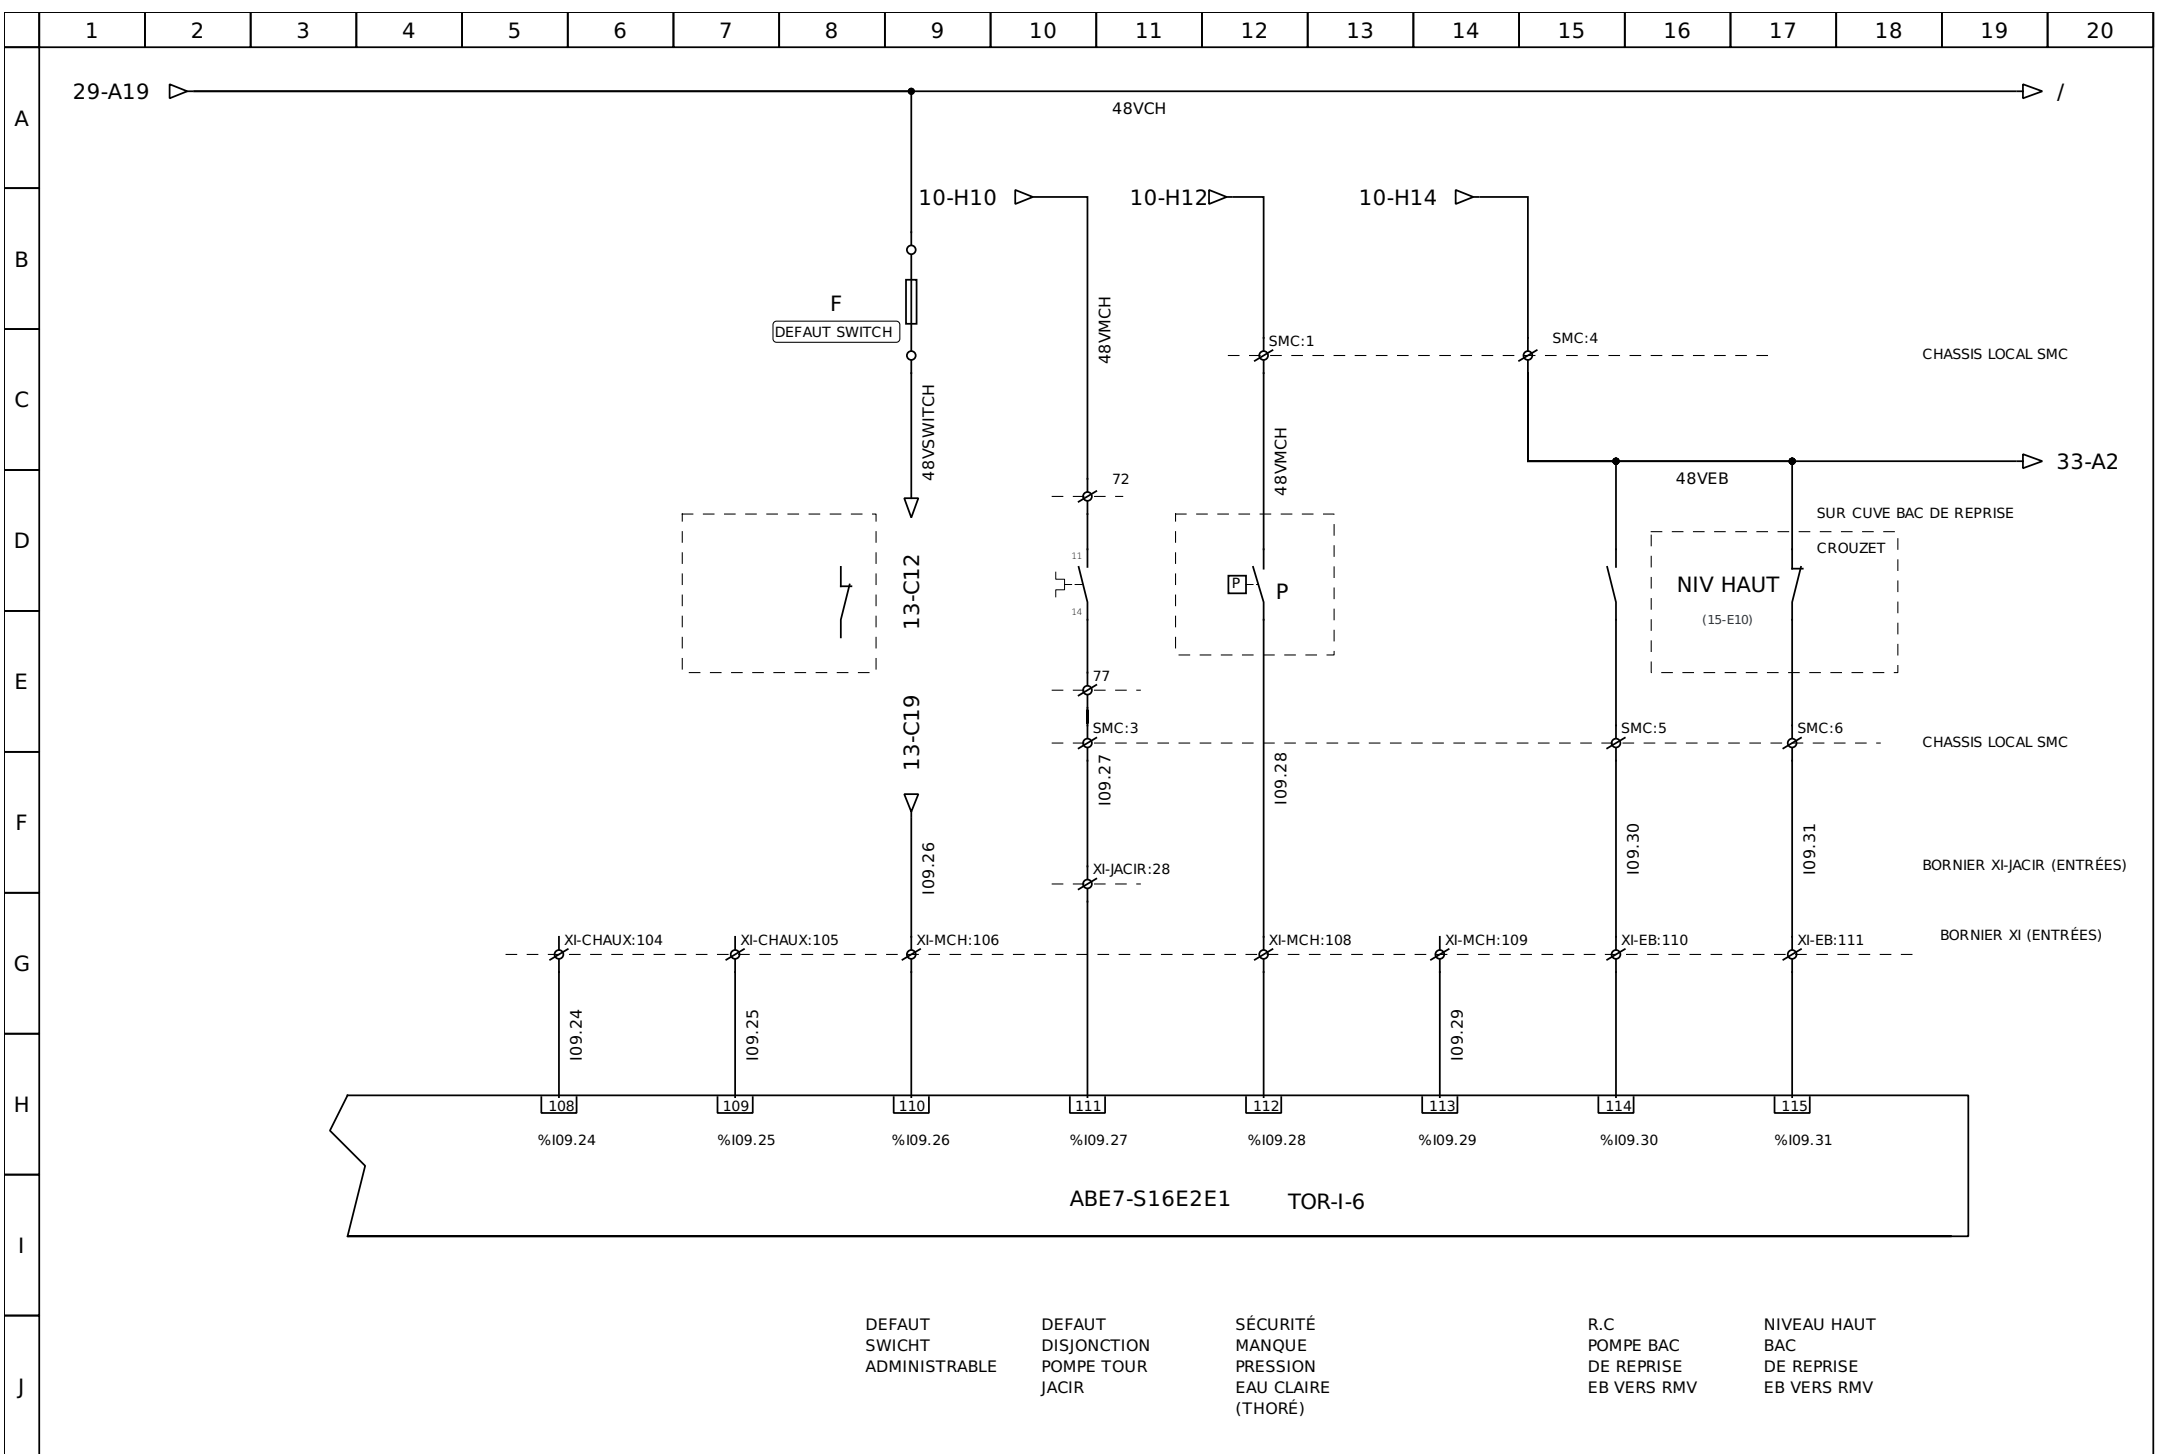 1 2 3 4 5 6 7 8 9 10 11 12 13 14 15 16 17 18 19 20
A
B
C
D
E
F
G
H
I
J
29-A19
/
48VCH
10-H10
10-H12
10-H14
F
DEFAUT SWITCH
48VMCH
SMC:1
SMC:4
CHASSIS LOCAL SMC
48VSWITCH
48VMCH
33-A2
48VEB
72
SUR CUVE BAC DE REPRISE
CROUZET
13-C12
11
14
P
P
NIV HAUT
(15-E10)
77
13-C19
SMC:3
SMC:5
SMC:6
CHASSIS LOCAL SMC
I09.27
I09.28
I09.26
I09.30
I09.31
XI-JACIR:28
BORNIER XI-JACIR (ENTRÉES)
XI-CHAUX:104
XI-CHAUX:105
XI-MCH:106
XI-MCH:108
XI-MCH:109
XI-EB:110
XI-EB:111
BORNIER XI (ENTRÉES)
I09.24
I09.25
I09.29
108 109 110 111 112 113 114 115
%I09.24 %I09.25 %I09.26 %I09.27 %I09.28 %I09.29 %I09.30 %I09.31
ABE7-S16E2E1
TOR-I-6
DEFAUT
SWICHT
ADMINISTRABLE
DEFAUT
DISJONCTION
POMPE TOUR
JACIR
SÉCURITÉ
MANQUE
PRESSION
EAU CLAIRE
(THORÉ)
R.C
POMPE BAC
DE REPRISE
EB VERS RMV
NIVEAU HAUT
BAC
DE REPRISE
EB VERS RMV